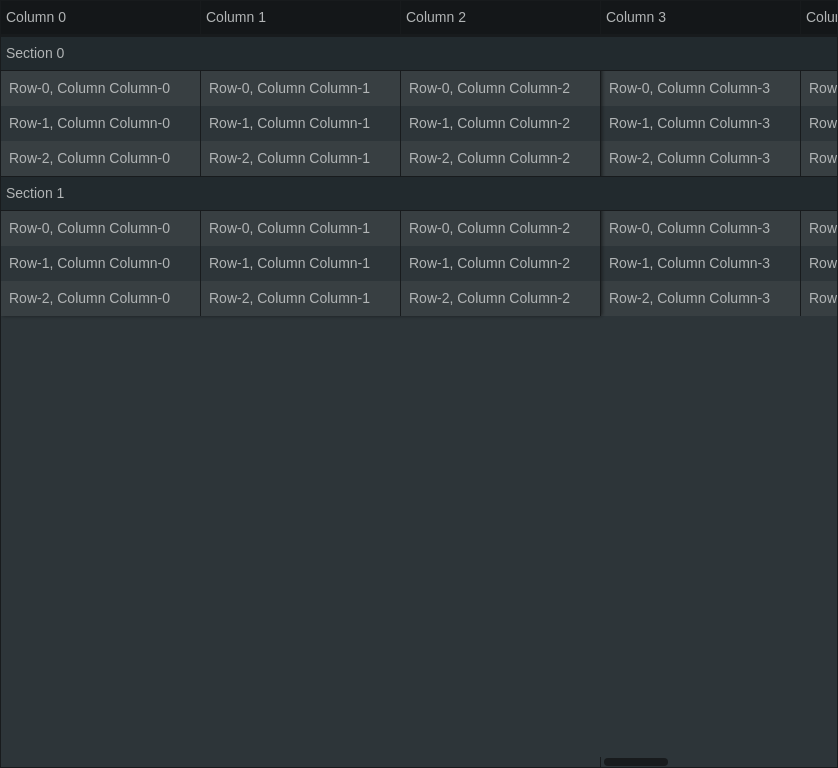 Column 0 Column 1 Column 2 Column 3 Colu
Section 0
Row-0, Column Column-0 Row-0, Column Column-1 Row-0, Column Column-2 Row-0, Column Column-3 Row
Row-1, Column Column-0 Row-1, Column Column-1 Row-1, Column Column-2 Row-1, Column Column-3 Row
Row-2, Column Column-0 Row-2, Column Column-1 Row-2, Column Column-2 Row-2, Column Column-3 Row
Section 1
Row-0, Column Column-0 Row-0, Column Column-1 Row-0, Column Column-2 Row-0, Column Column-3 Row
Row-1, Column Column-0 Row-1, Column Column-1 Row-1, Column Column-2 Row-1, Column Column-3 Row
Row-2, Column Column-0 Row-2, Column Column-1 Row-2, Column Column-2 Row-2, Column Column-3 Row